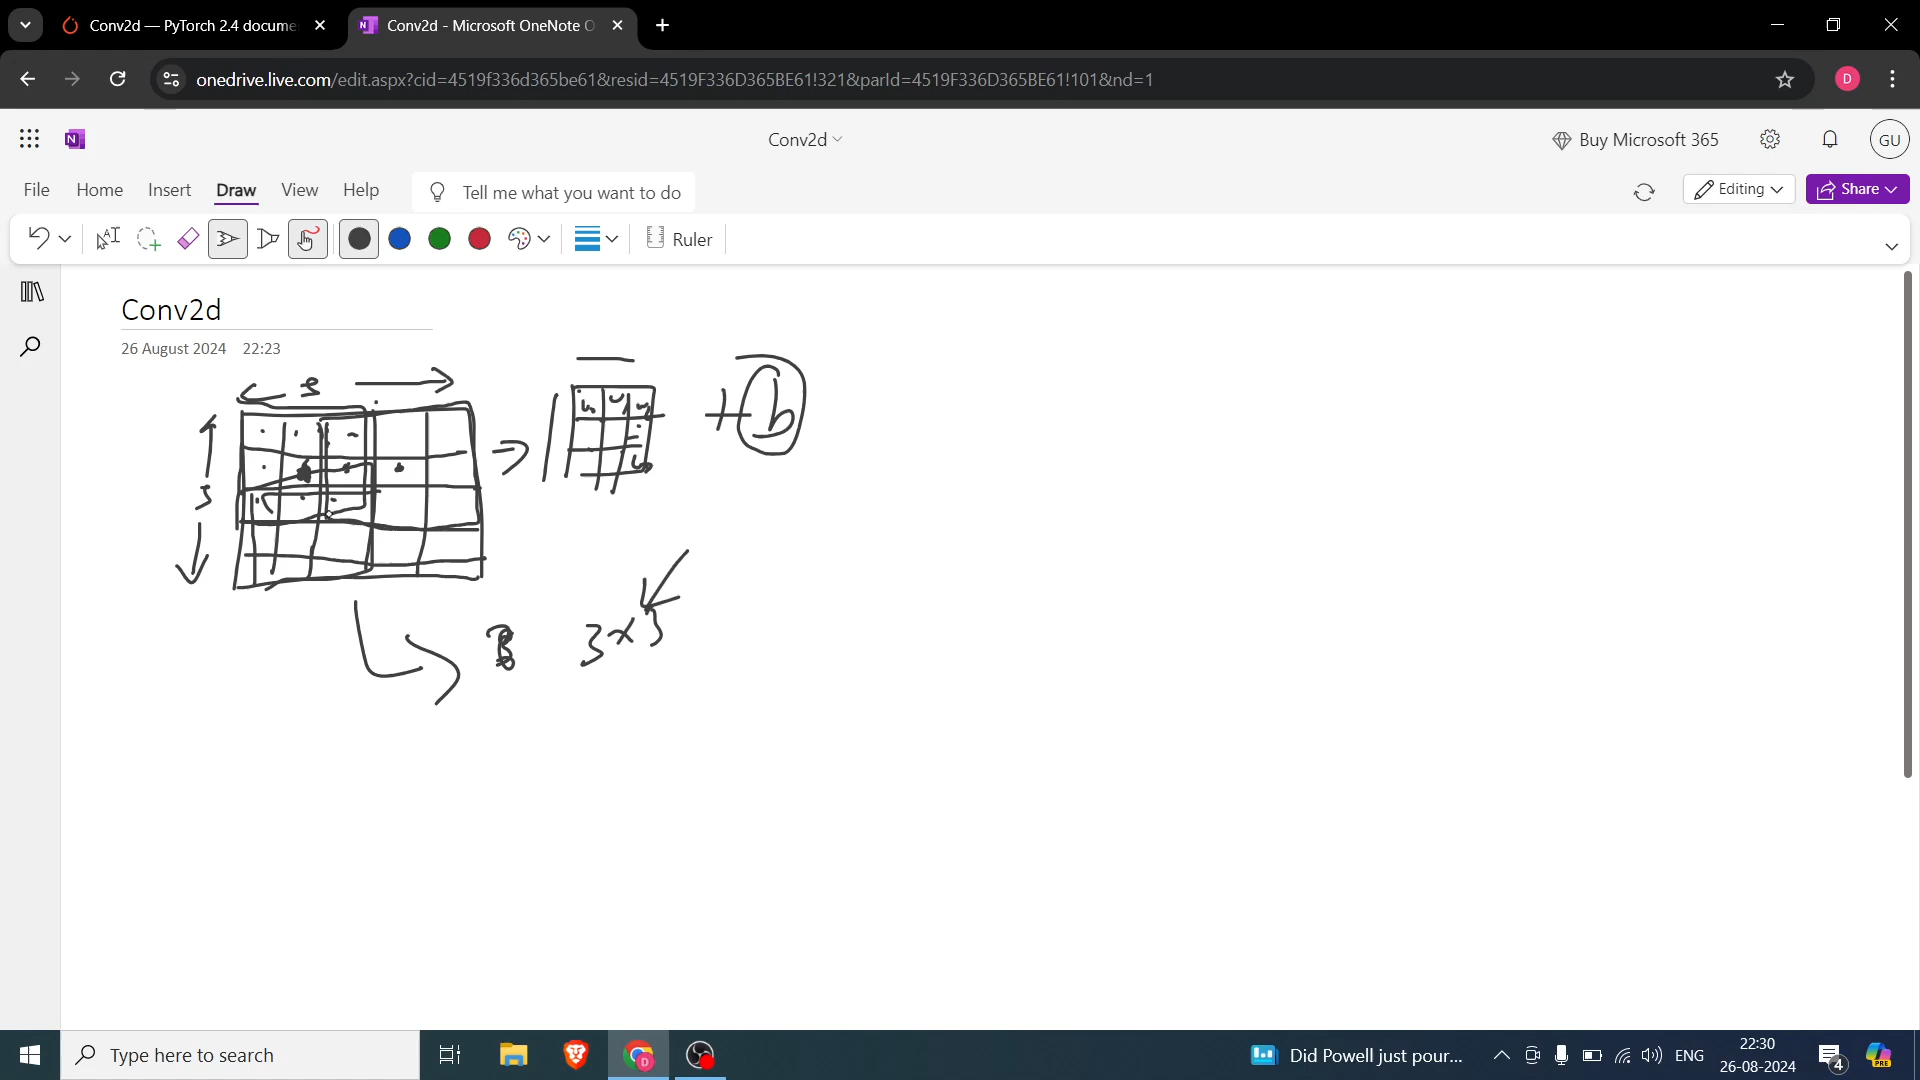 Conv2d — PyTorch 2.4 docume
Conv2d - Microsoft OneNote O
onedrive.live.com/edit.aspx?cid=4519f336d365be61&resid=4519F336D365BE61!321&parId=4519F336D365BE61!101&nd=1
D
N
Conv2d
Buy Microsoft 365
GU
File Home Insert Draw View Help
Tell me what you want to do
Editing
Share
Ruler
Conv2d
26 August 2024 22:23
5
+ b
3x3
Type here to search
D
Did Powell just pour...
ENG
22:30
26-08-2024
4
PRE